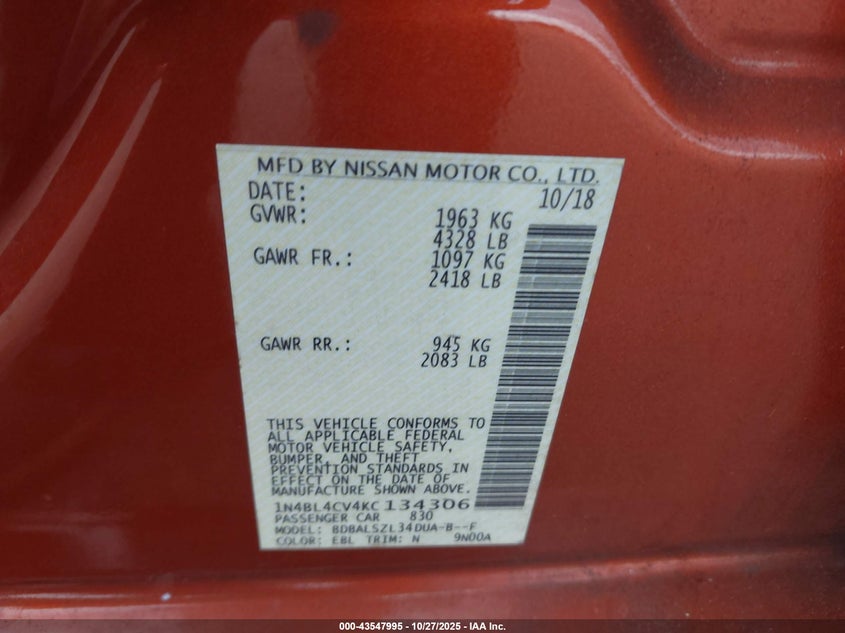 MFD BY NISSAN MOTOR CO., LTD.
DATE: 10/18
GVWR: 1963 KG
4328 LB
GAWR FR.: 1097 KG
2418 LB
GAWR RR.: 945 KG
2083 LB
THIS VEHICLE CONFORMS TO
ALL APPLICABLE FEDERAL
MOTOR VEHICLE SAFETY,
BUMPER, AND THEFT
PREVENTION STANDARDS IN
EFFECT ON THE DATE OF
MANUFACTURE SHOWN ABOVE.
1N4BL4CV4KC134306
PASSENGER CAR 830
MODEL: BDBALSZL34DUA-B--F
COLOR: EBL TRIM: N 9N00A
000-43547995 | 10/27/2025 - IAA Inc.